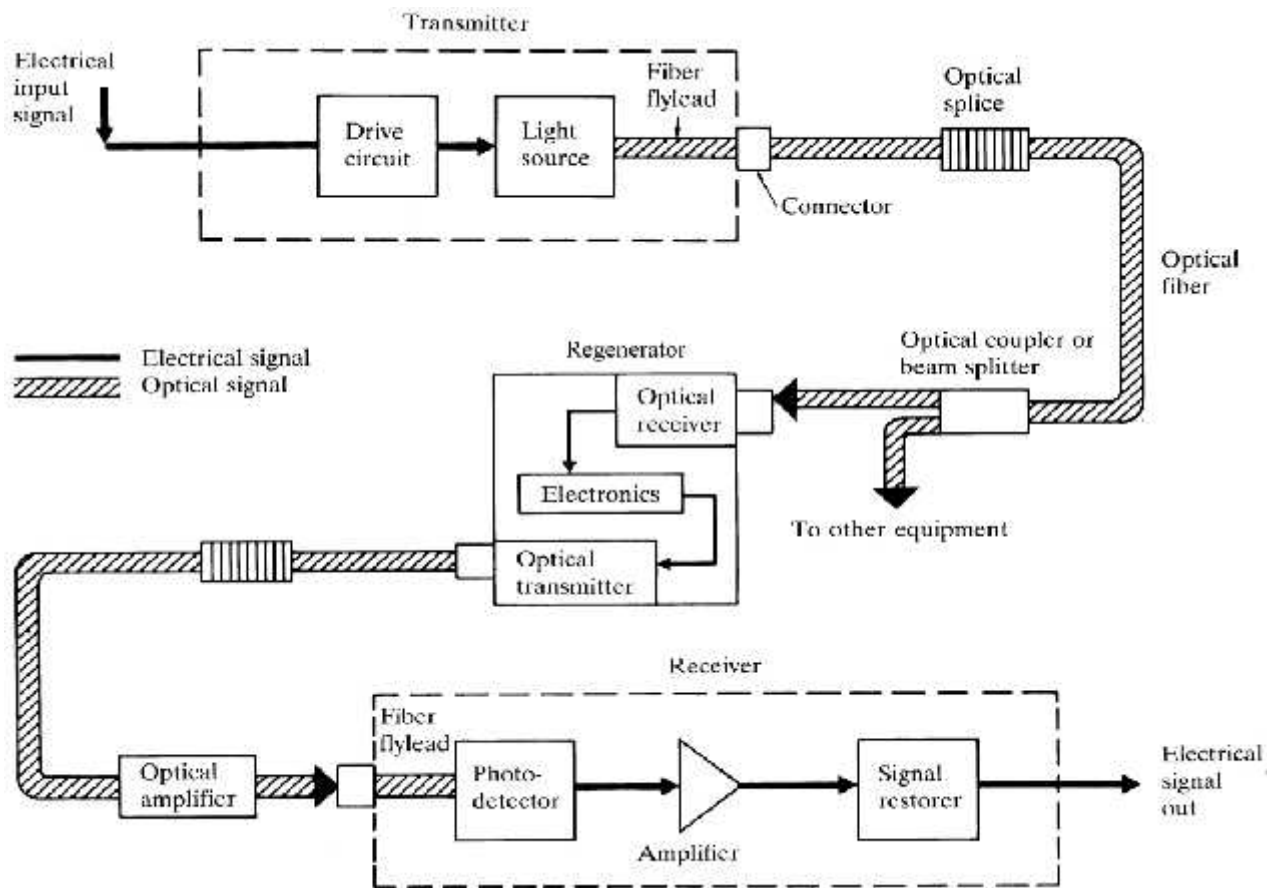 Transmitter
Electrical
input
signal
Drive
circuit
Light
source
Fiber
flylead
Connector
Optical
splice
Optical
fiber
Electrical signal
Optical signal
Regenerator
Optical
receiver
Electronics
Optical
transmitter
Optical coupler or
beam splitter
To other equipment
Optical
amplifier
Receiver
Fiber
flylead
Photo-
detector
Amplifier
Signal
restorer
Electrical
signal
out